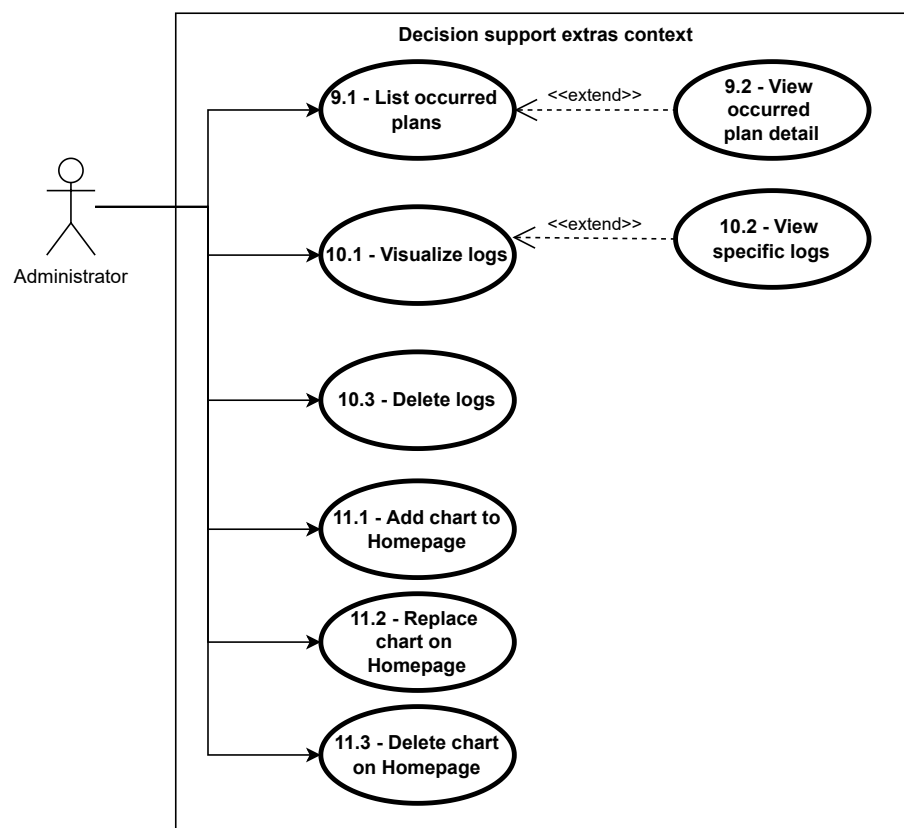 Decision support extras context
9.1 - List occurred
plans
<<extend>>
9.2 - View
occurred
plan detail
Administrator
10.1 - Visualize logs
<<extend>>
10.2 - View
specific logs
10.3 - Delete logs
11.1 - Add chart to
Homepage
11.2 - Replace
chart on
Homepage
11.3 - Delete chart
on Homepage